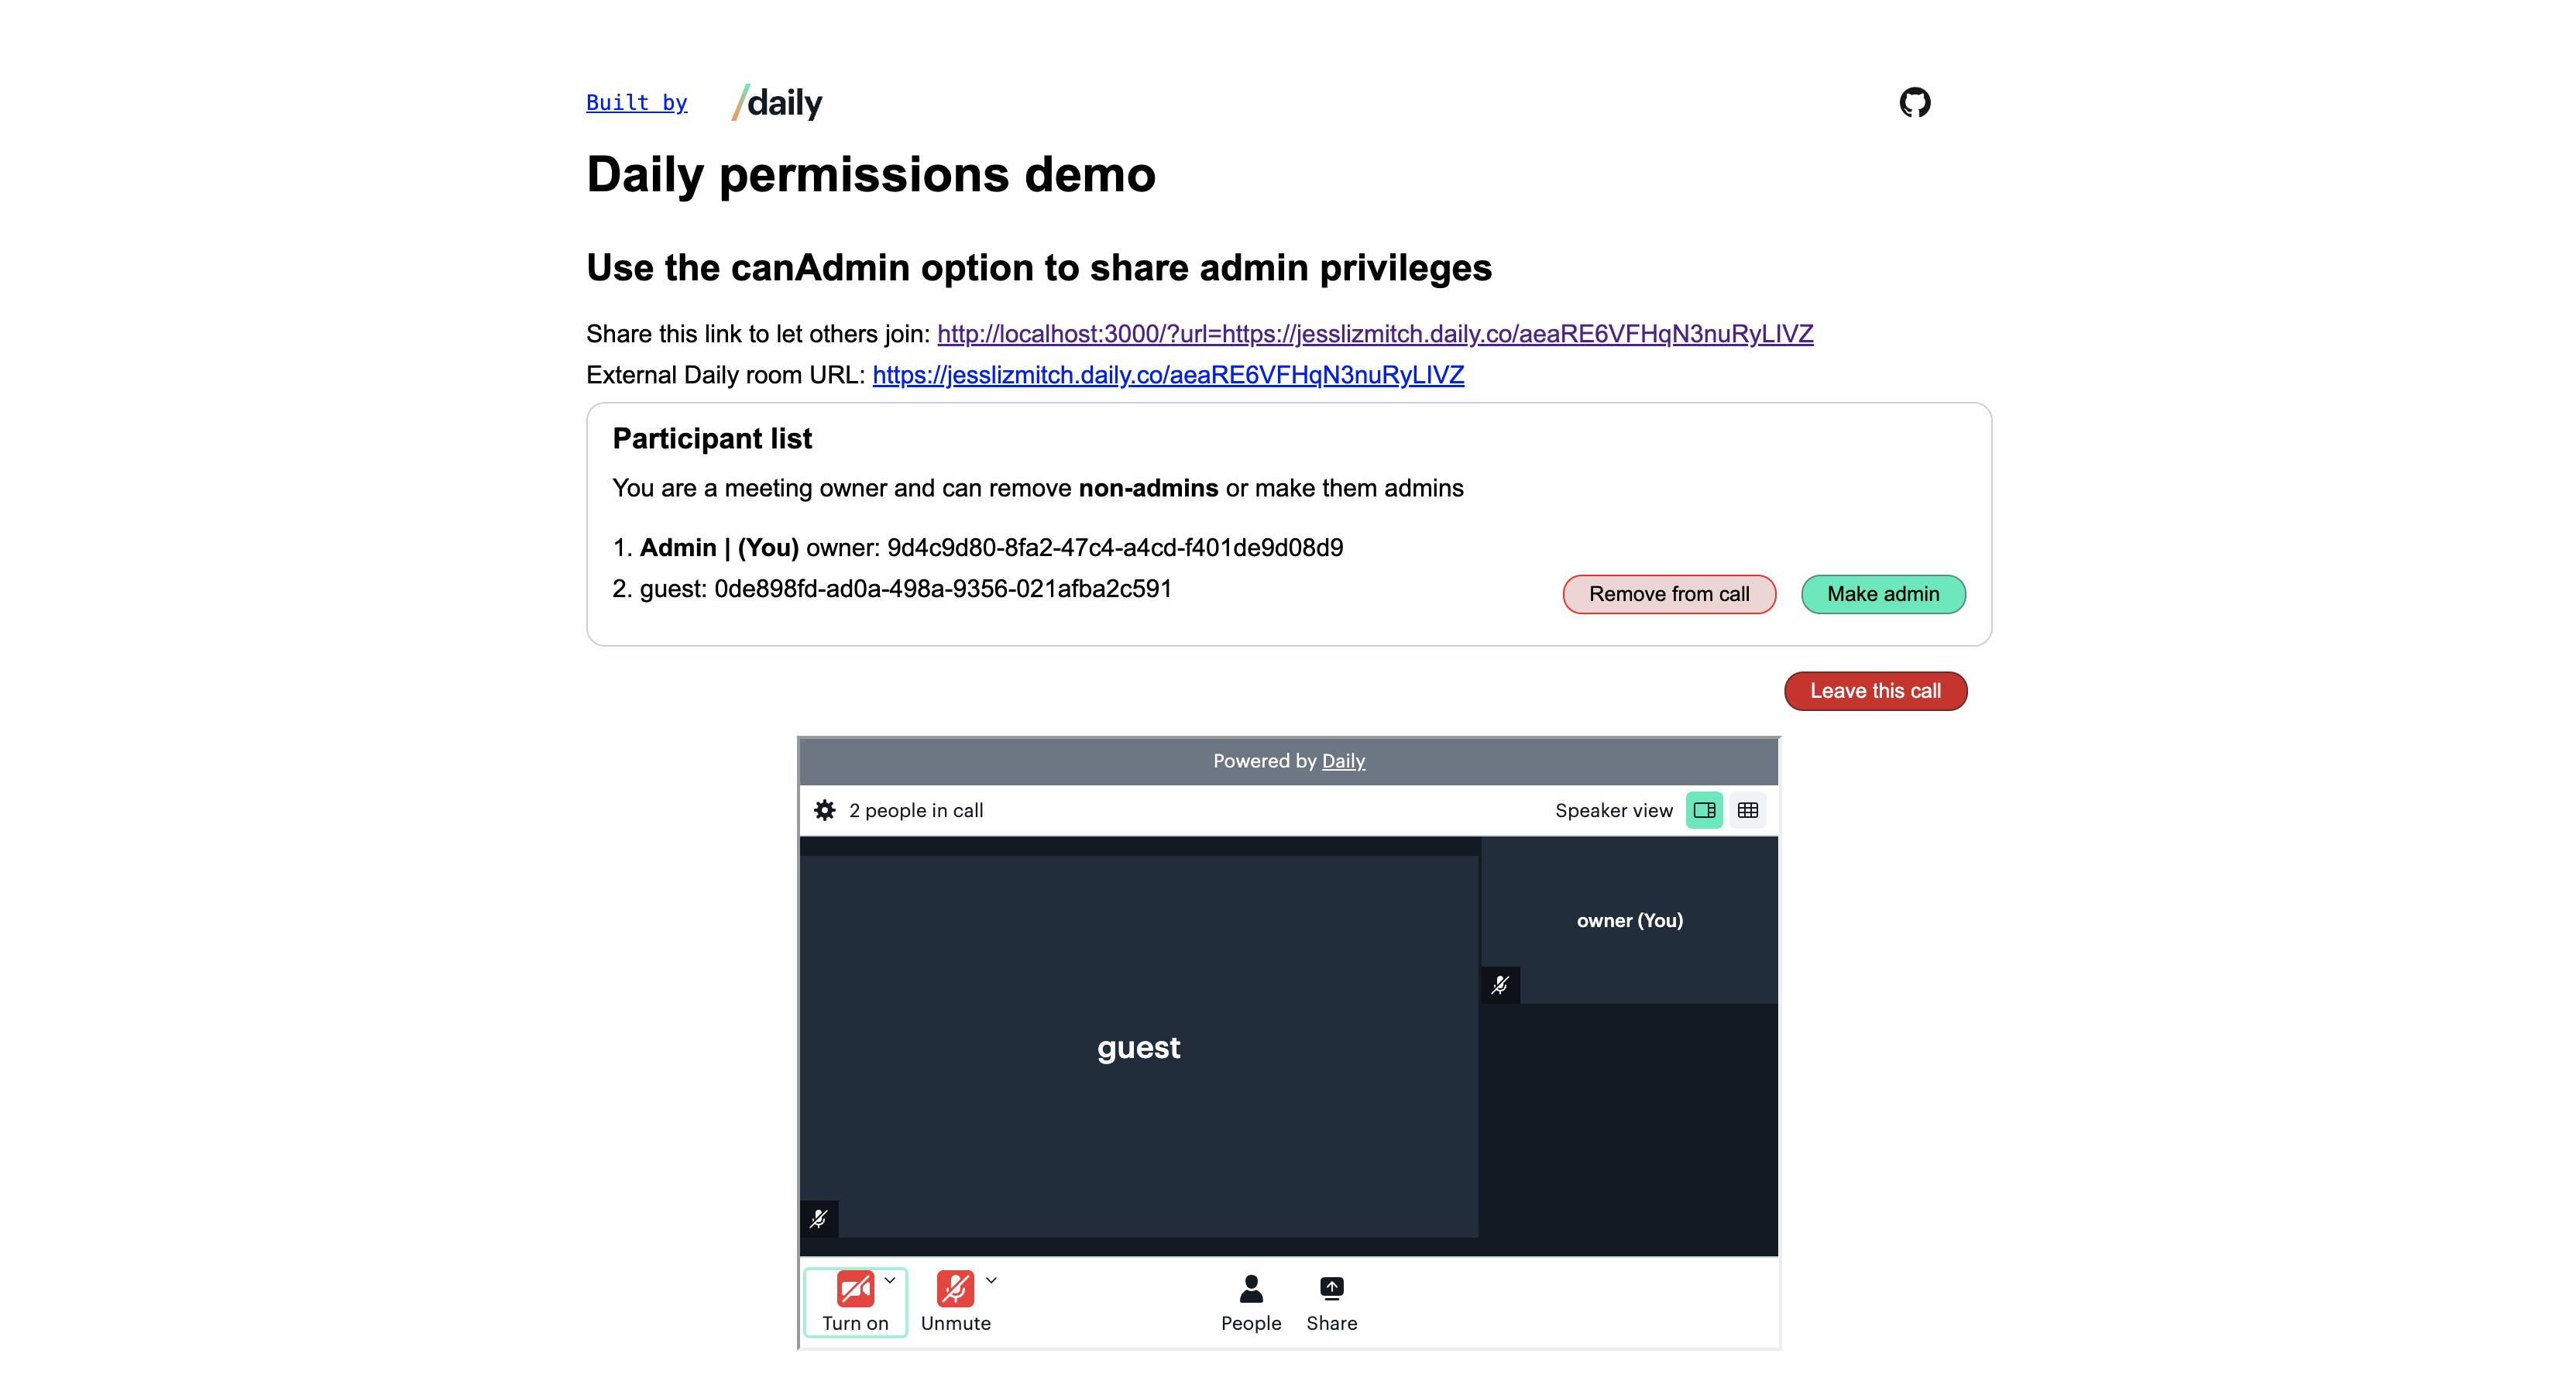 Built by /daily
Daily permissions demo
Use the canAdmin option to share admin privileges
Share this link to let others join: http://localhost:3000/?url=https://jesslizmitch.daily.co/aeaRE6VFHqN3nuRyLIVZ
External Daily room URL: https://jesslizmitch.daily.co/aeaRE6VFHqN3nuRyLIVZ
Participant list
You are a meeting owner and can remove non-admins or make them admins
1. Admin | (You) owner: 9d4c9d80-8fa2-47c4-a4cd-f401de9d08d9
2. guest: 0de898fd-ad0a-498a-9356-021afba2c591 Remove from call Make admin
Leave this call
Powered by Daily
2 people in call Speaker view
owner (You)
guest
Turn on Unmute People Share